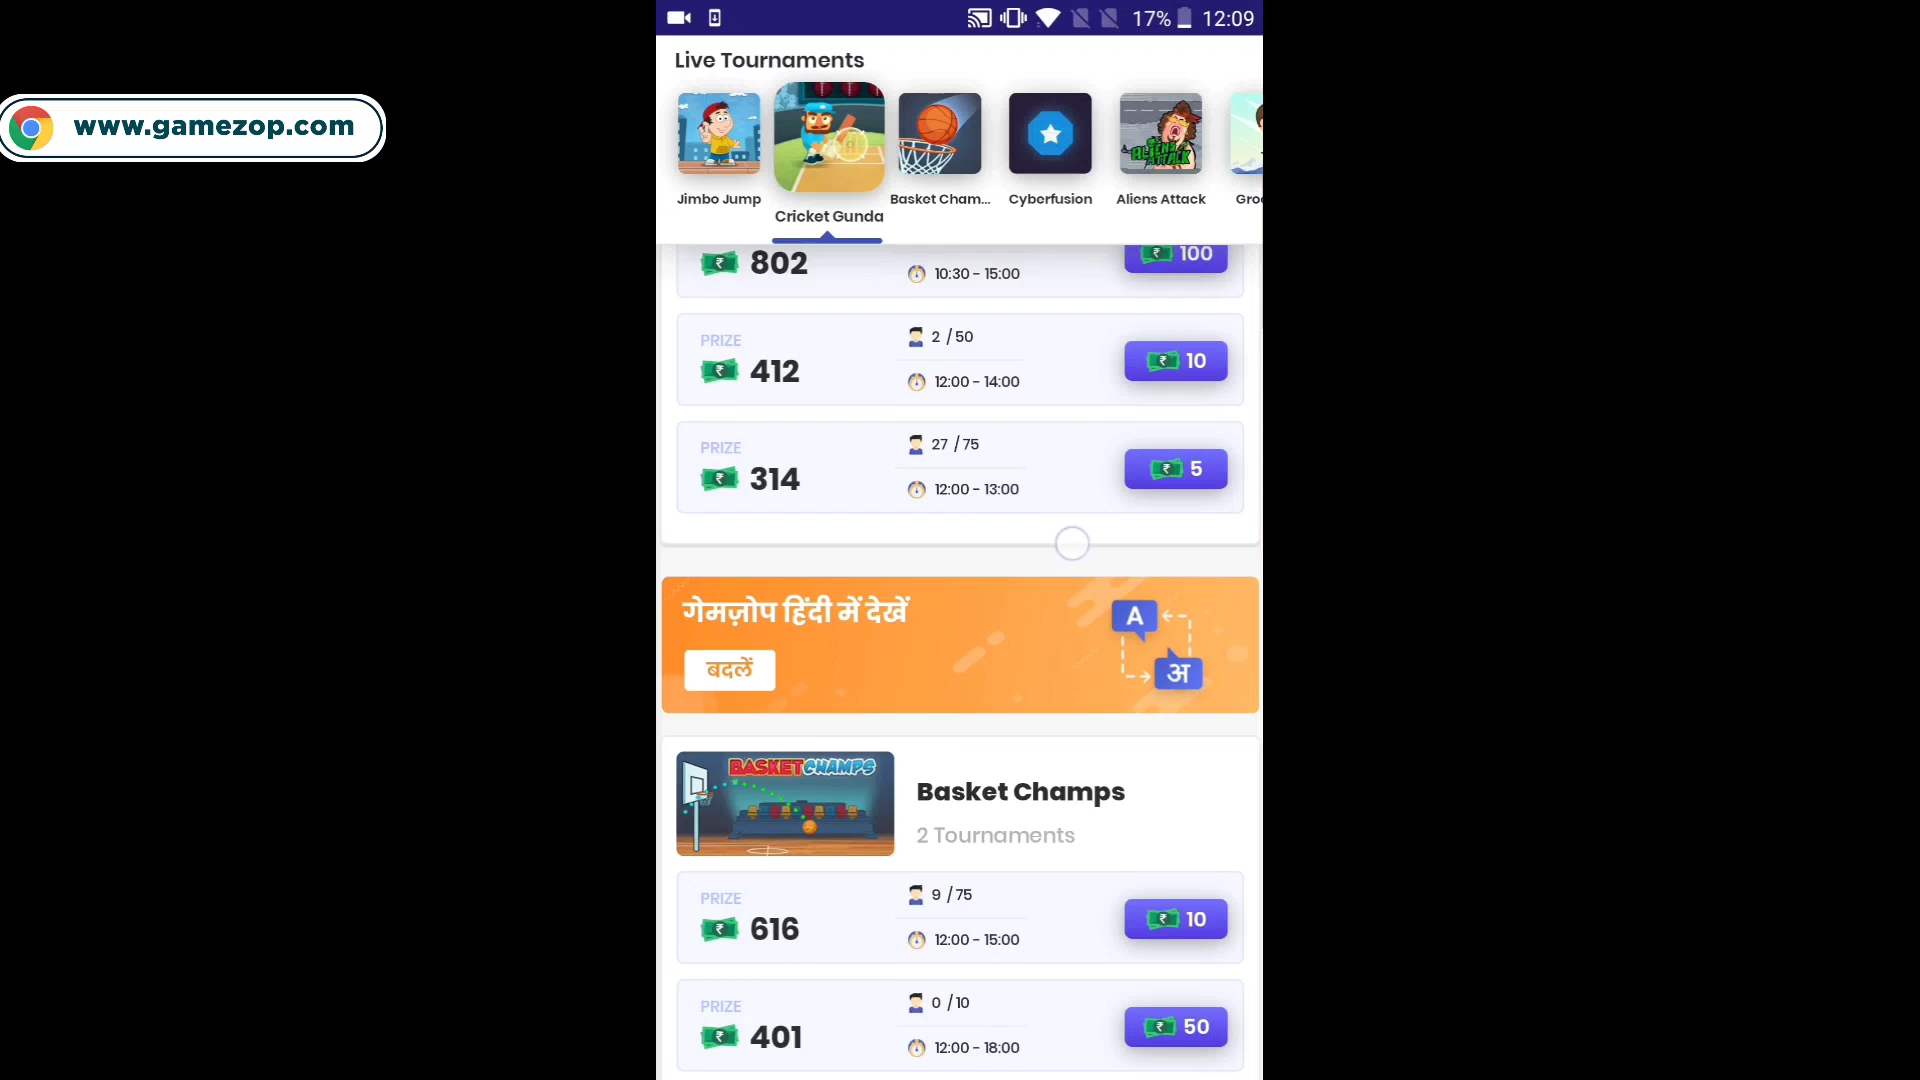 17% 12:09
www.gamezop.com
Live Tournaments
Jimbo Jump
Cricket Gunda
Basket Cham...
Cyberfusion
ALIENS ATTACK
Aliens Attack
802
10:30 - 15:00
100
PRIZE
412
2 / 50
12:00 - 14:00
10
PRIZE
314
27 / 75
12:00 - 13:00
5
गेमज़ोप हिंदी में देखें
बदलें
A
अ
BASKETCHAMPS
Basket Champs
2 Tournaments
PRIZE
616
9 / 75
12:00 - 15:00
10
PRIZE
401
0 / 10
12:00 - 18:00
50